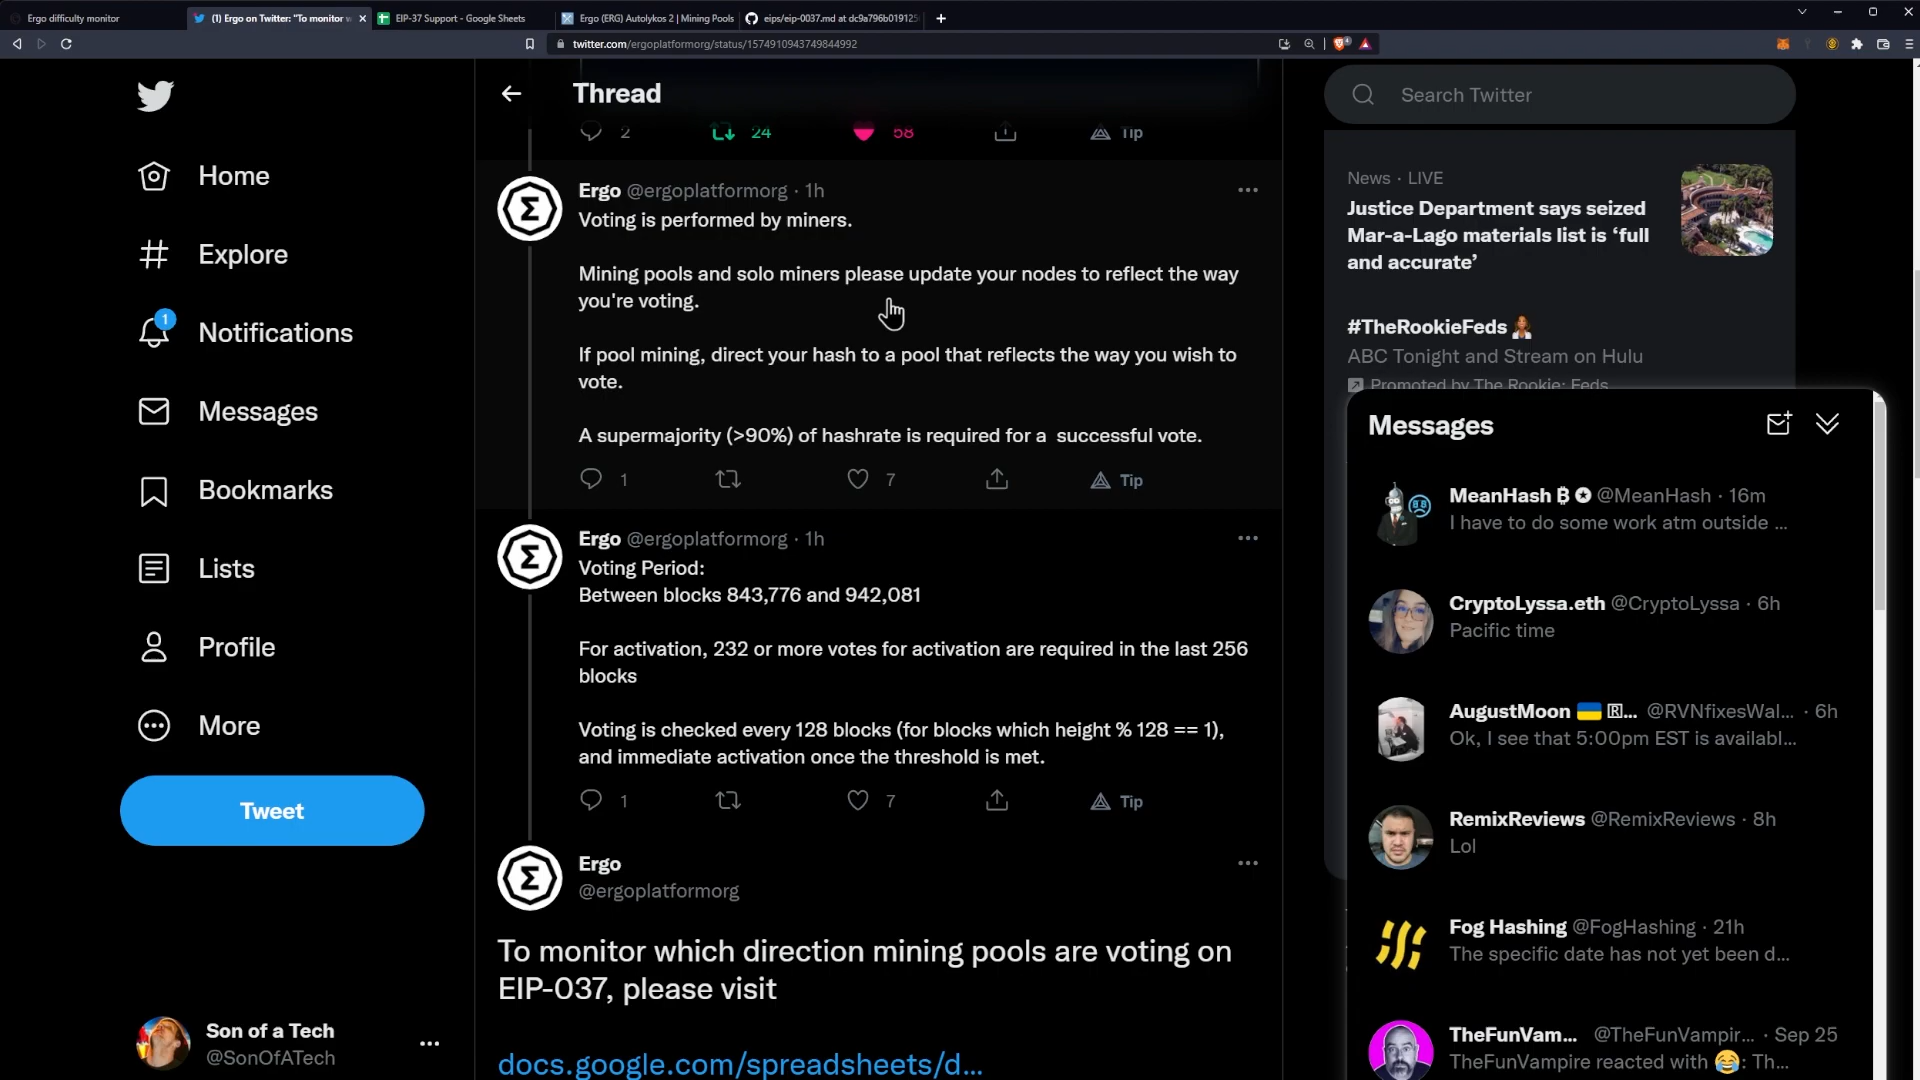 Ergo difficulty monitor
(1) Ergo on Twitter: "To monitor w
EIP-37 Support - Google Sheets
Ergo (ERG) Autolykos 2 | Mining Pools
eips/eip-0037.md at dc9a796b019125
twitter.com/ergoplatformorg/status/1574910943749844992
Home
Explore
1
Notifications
Messages
Bookmarks
Lists
Profile
More
Tweet
Son of a Tech
@SonOfATech
Thread
2
24
58
Tip
Ergo @ergoplatformorg · 1h
Voting is performed by miners.
Mining pools and solo miners please update your nodes to reflect the way
you're voting.
If pool mining, direct your hash to a pool that reflects the way you wish to
vote.
A supermajority (>90%) of hashrate is required for a successful vote.
1
7
Tip
Ergo @ergoplatformorg · 1h
Voting Period:
Between blocks 843,776 and 942,081
For activation, 232 or more votes for activation are required in the last 256
blocks
Voting is checked every 128 blocks (for blocks which height % 128 == 1),
and immediate activation once the threshold is met.
1
7
Tip
Ergo
@ergoplatformorg
To monitor which direction mining pools are voting on
EIP-037, please visit
docs.google.com/spreadsheets/d...
Search Twitter
News · LIVE
Justice Department says seized
Mar-a-Lago materials list is ‘full
and accurate’
#TheRookieFeds
ABC Tonight and Stream on Hulu
Promoted by The Rookie: Feds
Messages
MeanHash ₿ @MeanHash · 16m
I have to do some work atm outside ...
CryptoLyssa.eth @CryptoLyssa · 6h
Pacific time
AugustMoon 🇺🇦 🅁... @RVNfixesWal... · 6h
Ok, I see that 5:00pm EST is availabl...
RemixReviews @RemixReviews · 8h
Lol
Fog Hashing @FogHashing · 21h
The specific date has not yet been d...
TheFunVam... @TheFunVampir... · Sep 25
TheFunVampire reacted with 😂: Th...